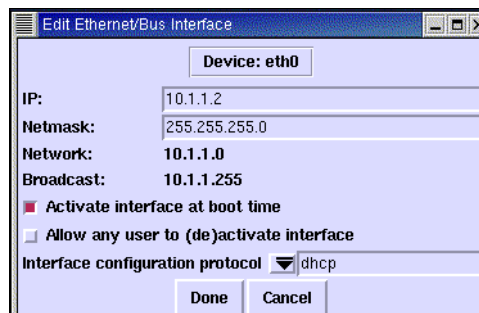 Edit Ethernet/Bus Interface
Device: eth0
IP: 10.1.1.2
Netmask: 255.255.255.0
Network: 10.1.1.0
Broadcast: 10.1.1.255
Activate interface at boot time
Allow any user to (de)activate interface
Interface configuration protocol dhcp
Done Cancel